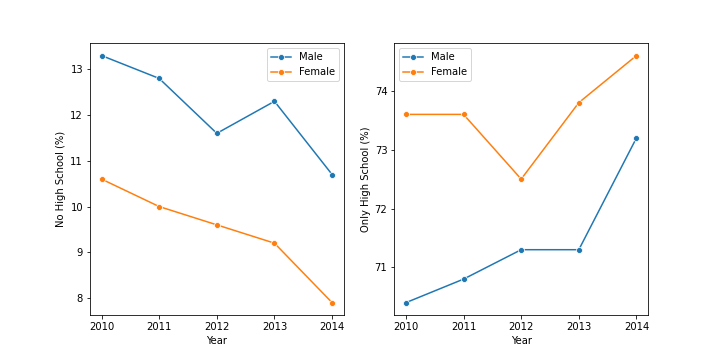 Male
Female
13
12
11
10
9
8
No High School (%)
2010 2011 2012 2013 2014
Year
Male
Female
74
73
72
71
Only High School (%)
2010 2011 2012 2013 2014
Year